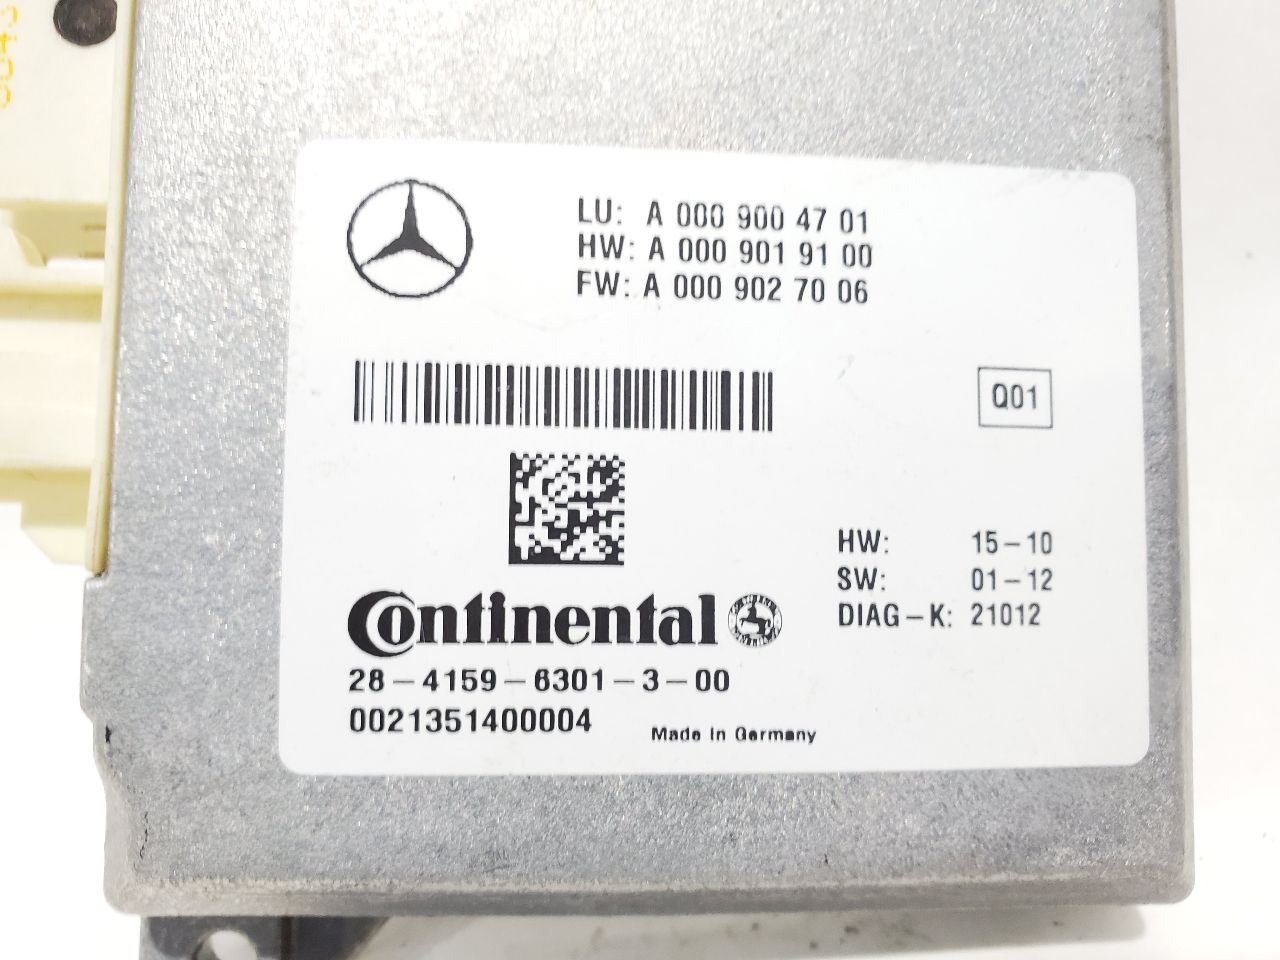 LU: A 000 900 47 01
HW: A 000 901 91 00
FW: A 000 902 70 06
Q01
HW: 15-10
SW: 01-12
DIAG-K: 21012
Continental
28-4159-6301-3-00
0021351400004
Made in Germany